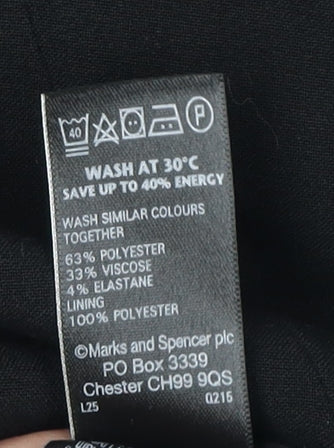 40 P
WASH AT 30°C
SAVE UP TO 40% ENERGY
WASH SIMILAR COLOURS
TOGETHER
63% POLYESTER
33% VISCOSE
4% ELASTANE
LINING
100% POLYESTER
©Marks and Spencer plc
PO Box 3339
Chester CH99 9QS
L25 0216